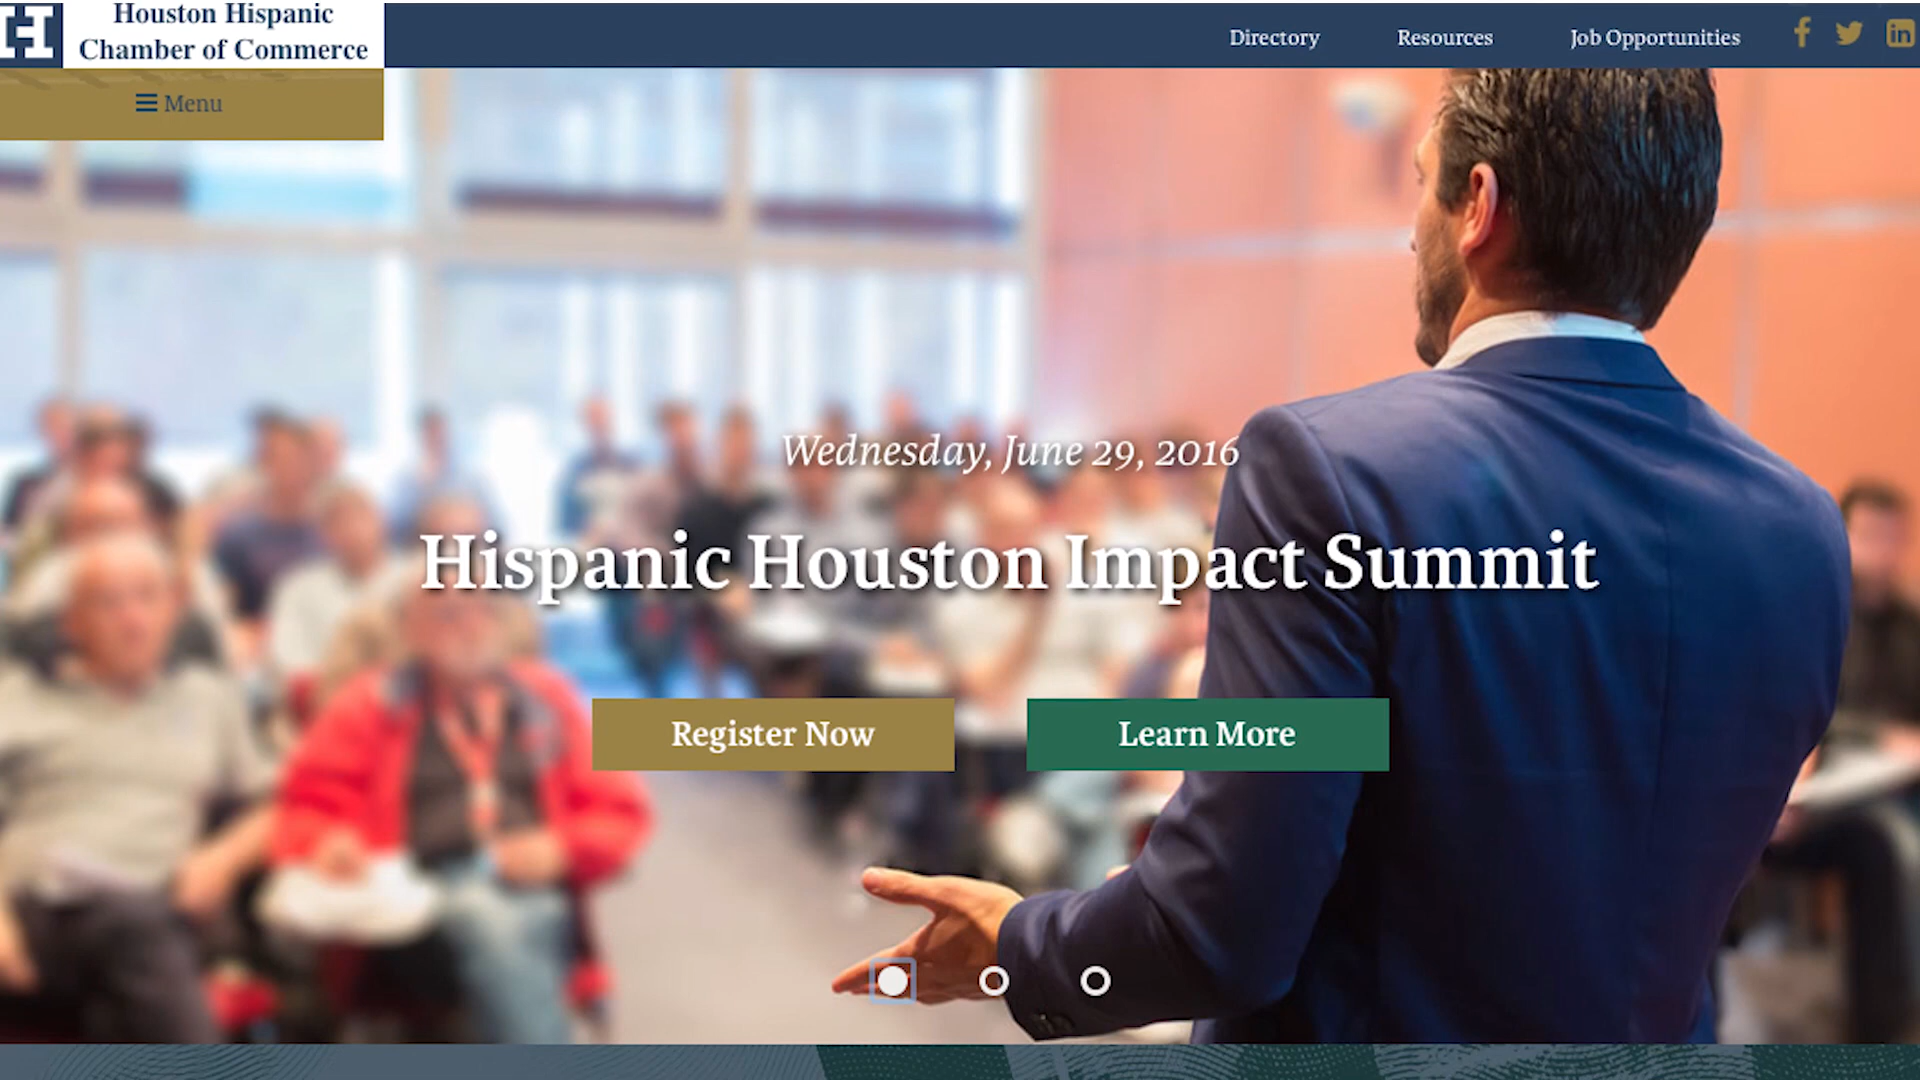 Houston Hispanic
Chamber of Commerce
Directory
Resources
Job Opportunities
Menu
Wednesday, June 29, 2016
Hispanic Houston Impact Summit
Register Now
Learn More